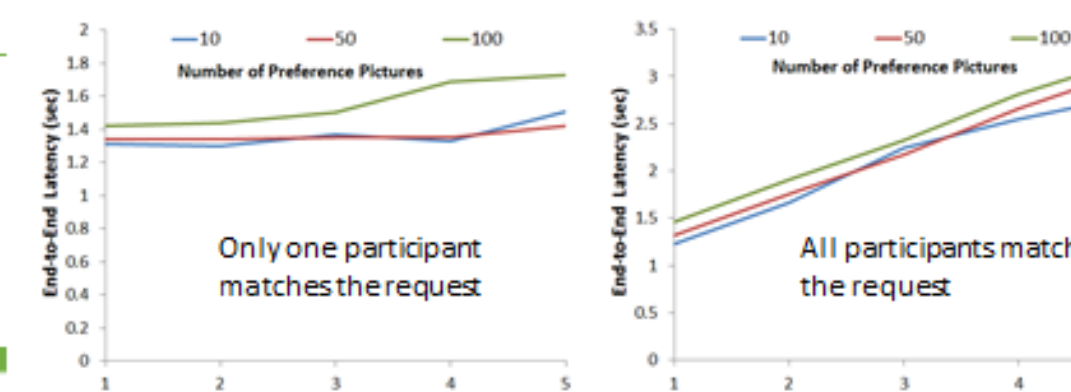 2
1.8
1.6
1.4
1.2
1
0.8
0.6
0.4
0.2
0
End-to-End Latency (sec)
10 50 100
Number of Preference Pictures
Only one participant
matches the request
1 2 3 4 5
3.5
3
2.5
2
1.5
1
0.5
0
End-to-End Latency (sec)
10 50 100
Number of Preference Pictures
All participants match
the request
1 2 3 4